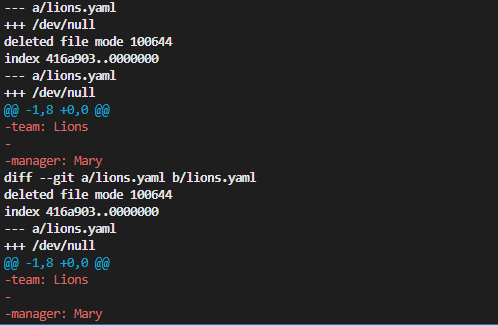 --- a/lions.yaml
+++ /dev/null
deleted file mode 100644
index 416a903..0000000
--- a/lions.yaml
+++ /dev/null
@@ -1,8 +0,0 @@
-team: Lions
-
-manager: Mary
diff --git a/lions.yaml b/lions.yaml
deleted file mode 100644
index 416a903..0000000
--- a/lions.yaml
+++ /dev/null
@@ -1,8 +0,0 @@
-team: Lions
-
-manager: Mary